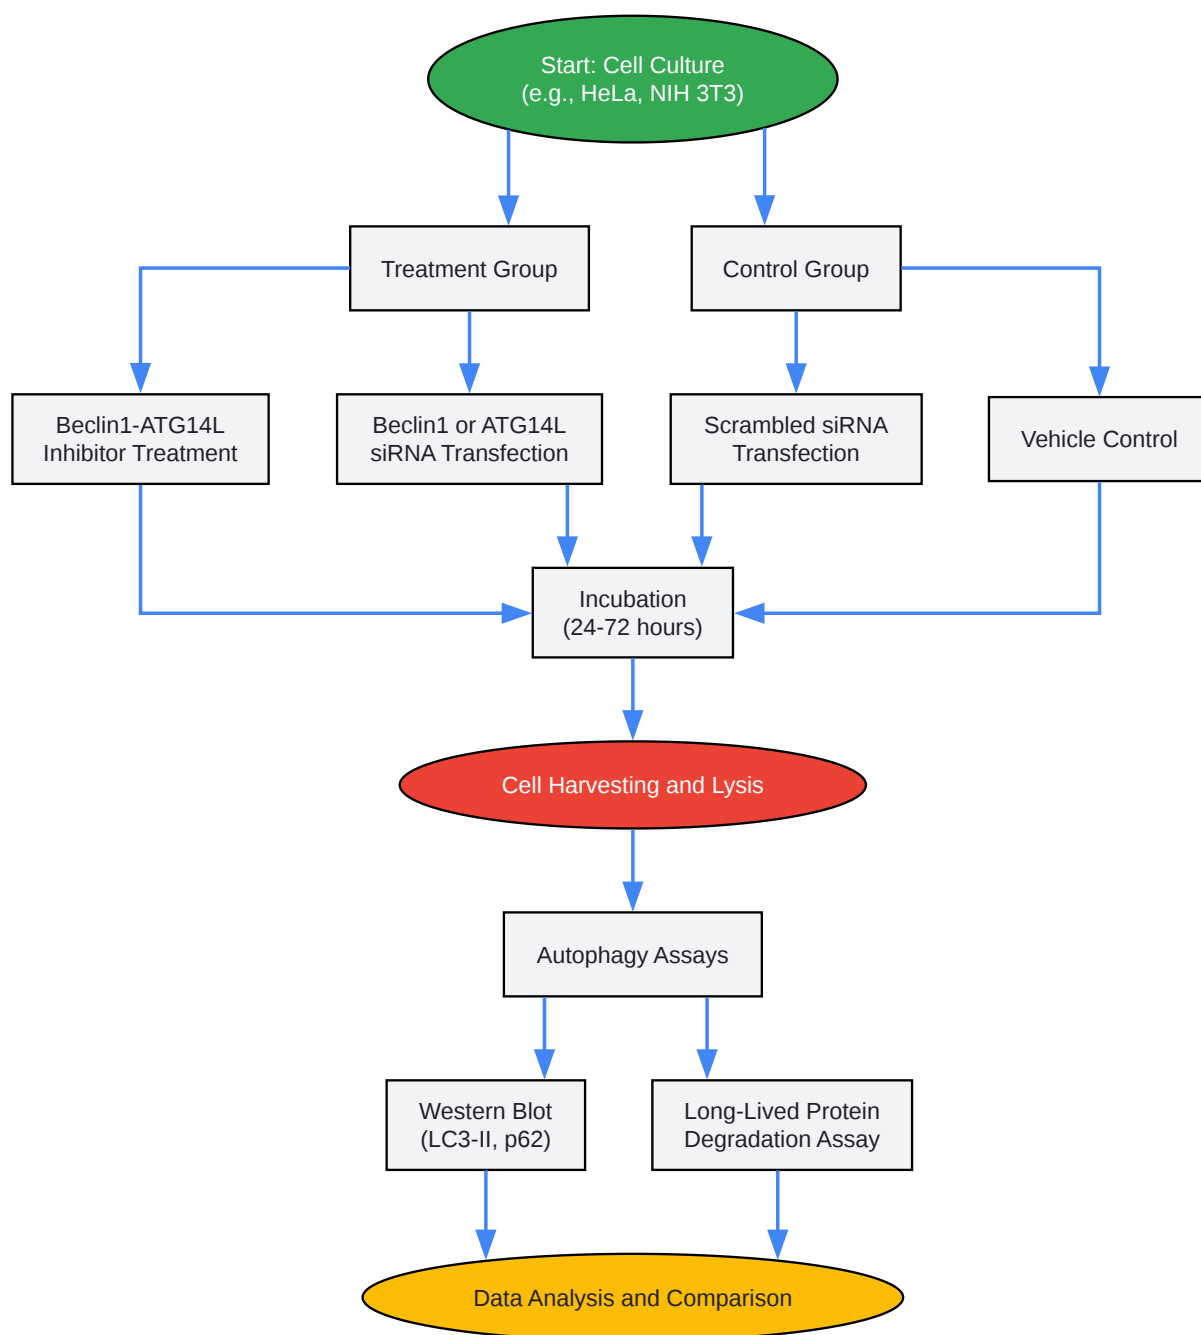 Start: Cell Culture
(e.g., HeLa, NIH 3T3)
Treatment Group
Control Group
Beclin1-ATG14L
Inhibitor Treatment
Beclin1 or ATG14L
siRNA Transfection
Scrambled siRNA
Transfection
Vehicle Control
Incubation
(24-72 hours)
Cell Harvesting and Lysis
Autophagy Assays
Western Blot
(LC3-II, p62)
Long-Lived Protein
Degradation Assay
Data Analysis and Comparison